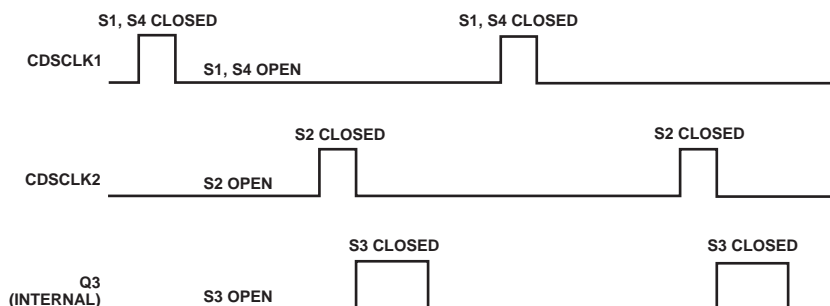 S1, S4 CLOSED S1, S4 CLOSED
CDSCLK1
S1, S4 OPEN
S2 CLOSED S2 CLOSED
CDSCLK2
S2 OPEN
S3 CLOSED S3 CLOSED
Q3
(INTERNAL)
S3 OPEN